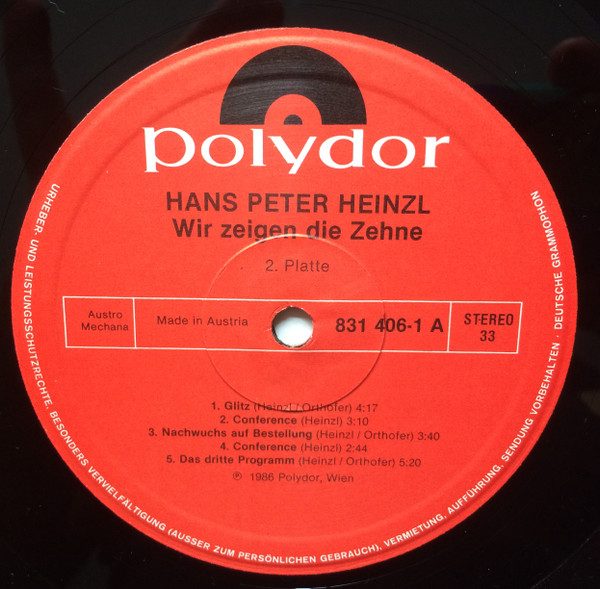 polydor
HANS PETER HEINZL
Wir zeigen die Zehne
2. Platte
Austro
Mechana
Made in Austria
831 406-1 A
STEREO
33
1. Glitz (Heinzl / Orthofer) 4:17
2. Conference (Heinzl) 3:10
3. Nachwuchs auf Bestellung (Heinzl / Orthofer) 3:40
4. Conference (Heinzl) 2:44
5. Das dritte Programm (Heinzl / Orthofer) 5:20
℗ 1986 Polydor, Wien
URHEBER- UND LEISTUNGSSCHUTZRECHTE, BESONDERS VERVIELFÄLTIGUNG (AUSSER ZUM PERSÖNLICHEN GEBRAUCH), VERMIETUNG, AUFFÜHRUNG, SENDUNG VORBEHALTEN · DEUTSCHE GRAMMOPHON